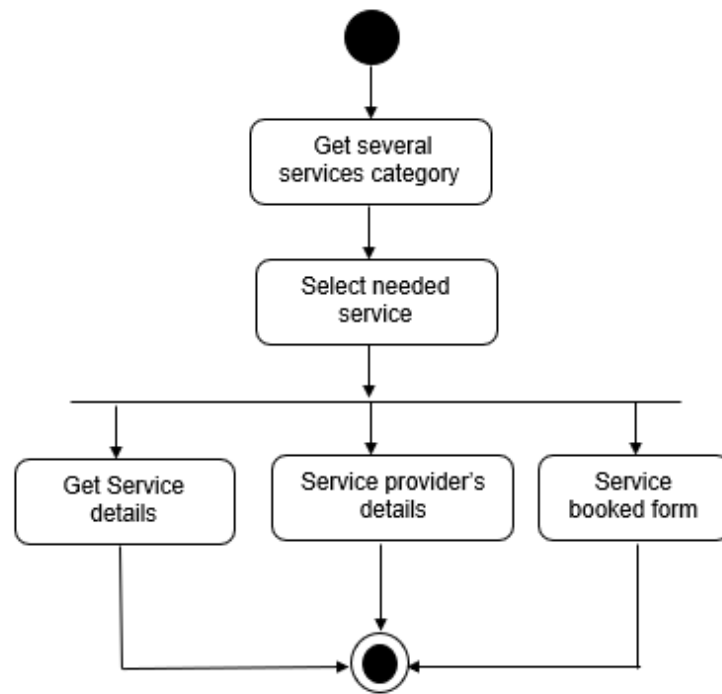 Get several
services category
Select needed
service
Get Service
details
Service provider's
details
Service
booked form